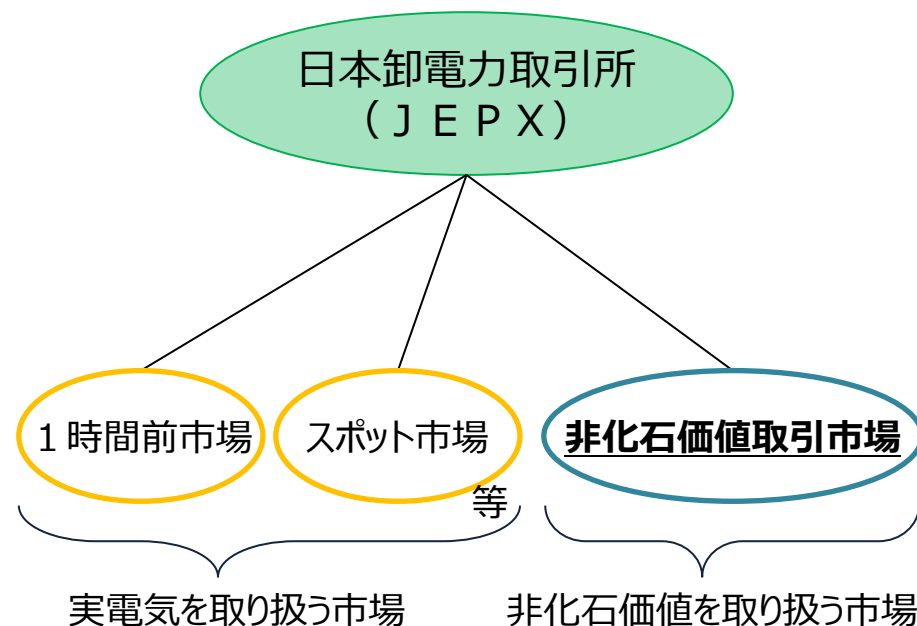 日本卸電力取引所
（ＪＥＰＸ）
１時間前市場
スポット市場
等
非化石価値取引市場
実電気を取り扱う市場
非化石価値を取り扱う市場